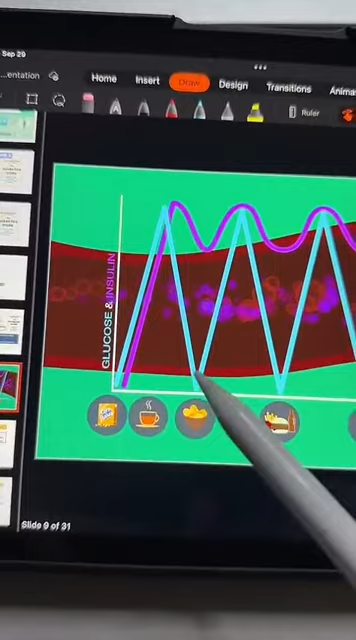 Sep 29
...entation
Home Insert Draw Design Transitions Anima
Ruler
GLUCOSE & INSULIN
Slide 9 of 31